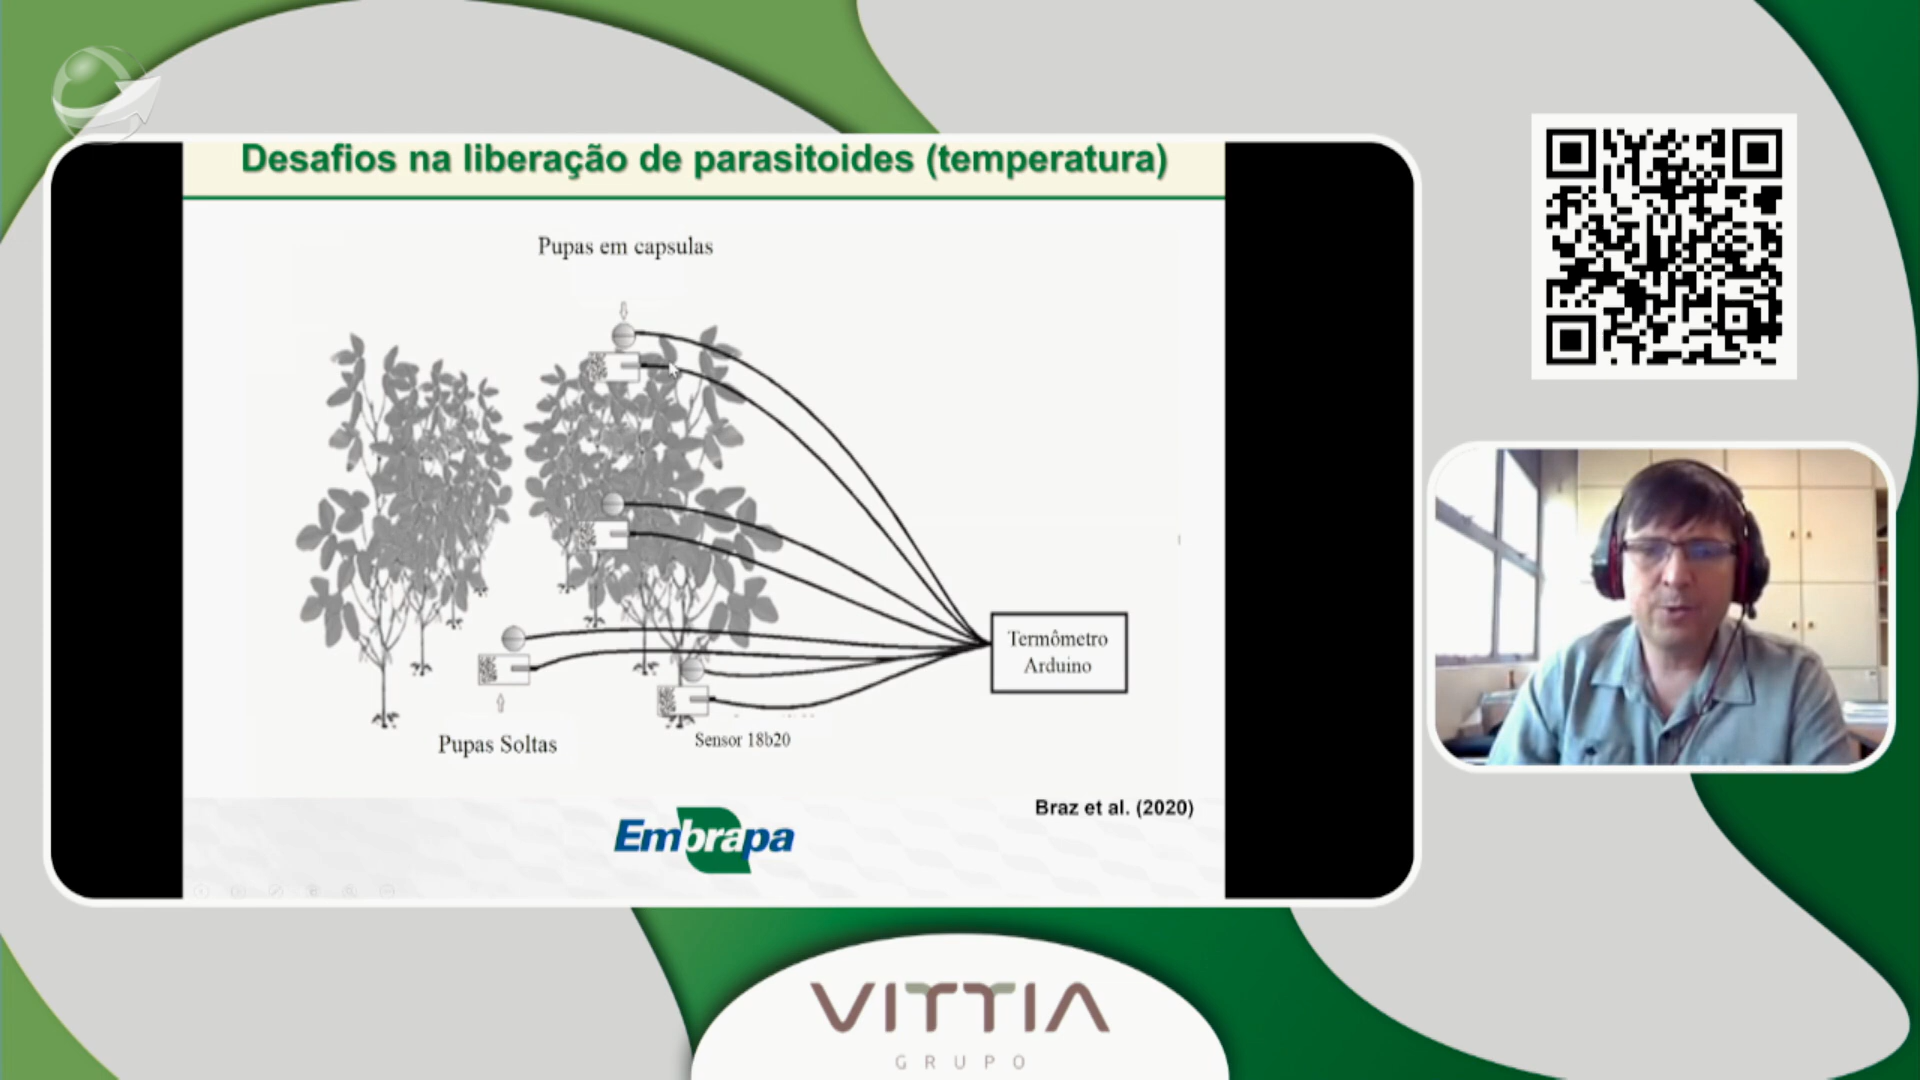 Desafios na liberação de parasitoides (temperatura)
Pupas em capsulas
Termômetro
Arduino
Pupas Soltas
Sensor 18b20
Braz et al. (2020)
Embrapa
VITTIA
GRUPO